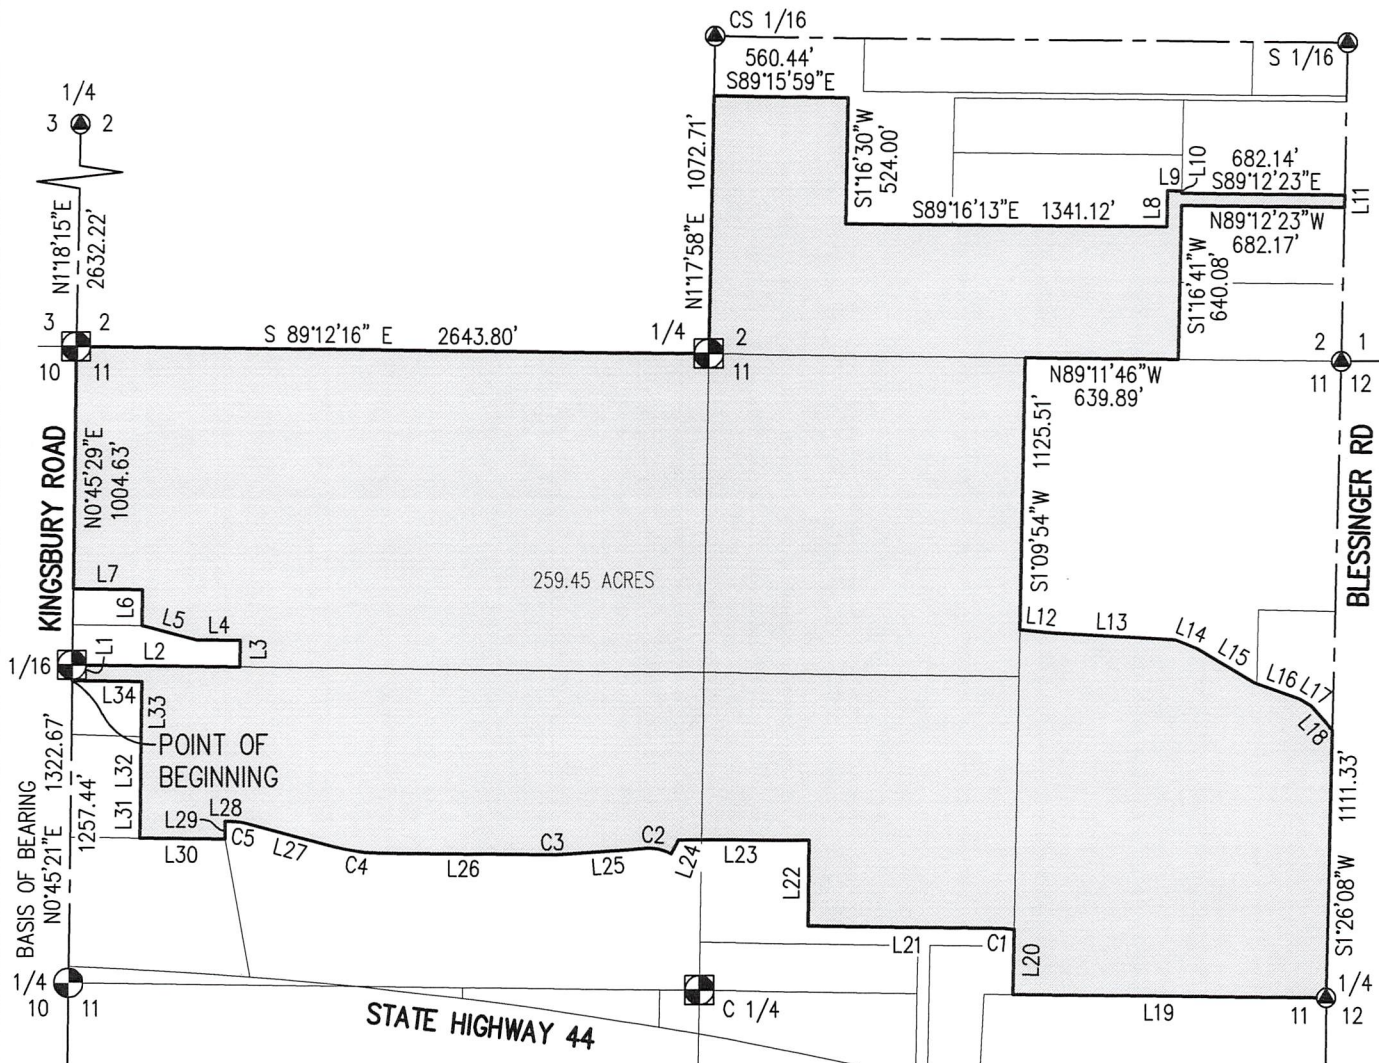 CS 1/16
S 1/16
560.44'
S89°15'59"E
1/4
3 2
1072.71'
N1°17'58"E
S1°16'30"W
524.00'
L9
L10
682.14'
S89°12'23"E
L8
L11
S89°16'13"E 1341.12'
N89°12'23"W
682.17'
S1°16'41"W
640.08'
N1°18'15"E
2632.22'
3 2
10 11
S 89°12'16" E 2643.80'
1/4
2
11
2 1
11 12
N89°11'46"W
639.89'
KINGSBURY ROAD
N0°45'29"E
1004.63'
1125.51'
S1°09'54"W
BLESSINGER RD
259.45 ACRES
L7
L6
L5
L4
L3
L2
L1
1/16
L12
L13
L14
L15
L16
L17
L18
L34
L33
POINT OF
BEGINNING
L32
L31
L30
L29
L28
C5
L27
C4
L26
C3
L25
C2
L24
L23
L22
L21
C1
L20
L19
BASIS OF BEARING
N0°45'21"E 1322.67'
1257.44'
1111.33'
S1°26'08"W
1/4
10 11
C 1/4
1/4
11 12
STATE HIGHWAY 44